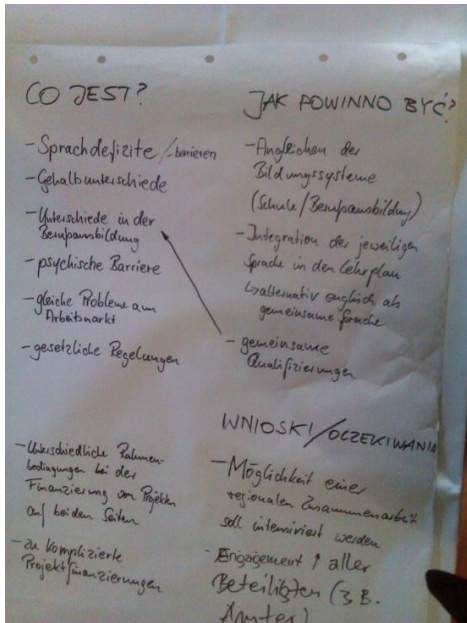 CO JEST?
- Sprachdefizite /-barieren
- Gehaltsunterschiede
- Unterschiede in der
Berufsausbildung
- psychische Barriere
- gleiche Probleme am
Arbeitsmarkt
- gesetzliche Regelungen
- Unterschiedliche Rahmen-
bedingungen bei der
Finanzierung von Projekten
auf beiden Seiten
- zu komplizierte
Projektfinanzierungen
JAK POWINNO BYĆ?
- Angleichen der
Bildungssysteme
(Schule/Berufsausbildung)
- Integration der jeweiligen
Sprache in den Lehrplan
↳ alternativ englisch als
gemeinsame Sprache
- gemeinsame
Qualifizierungen
WNIOSKI/OCZEKIWANIA
- Möglichkeit einer
regionalen Zusammenarbeit
soll intensiviert werden
- Engagement ↑ aller
Beteiligten (z.B.
Ämter)